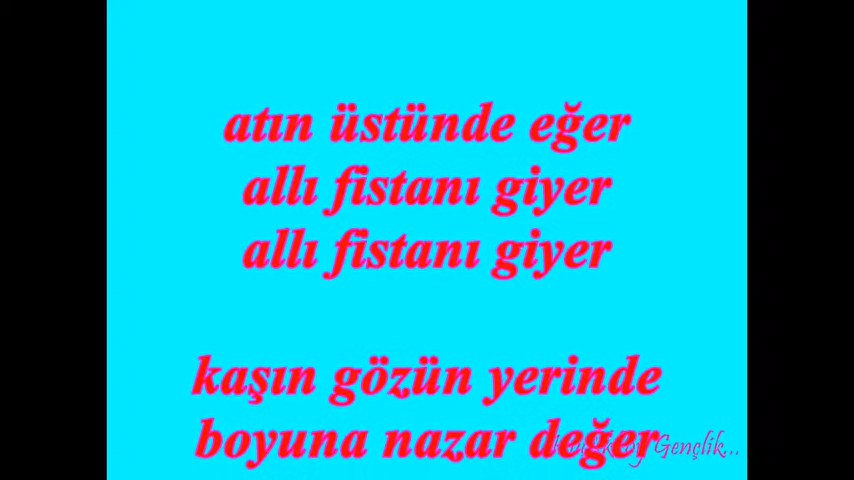 atın üstünde eğer
allı fistanı giyer
allı fistanı giyer
kaşın gözün yerinde
boyuna nazar değer
Gençlik...